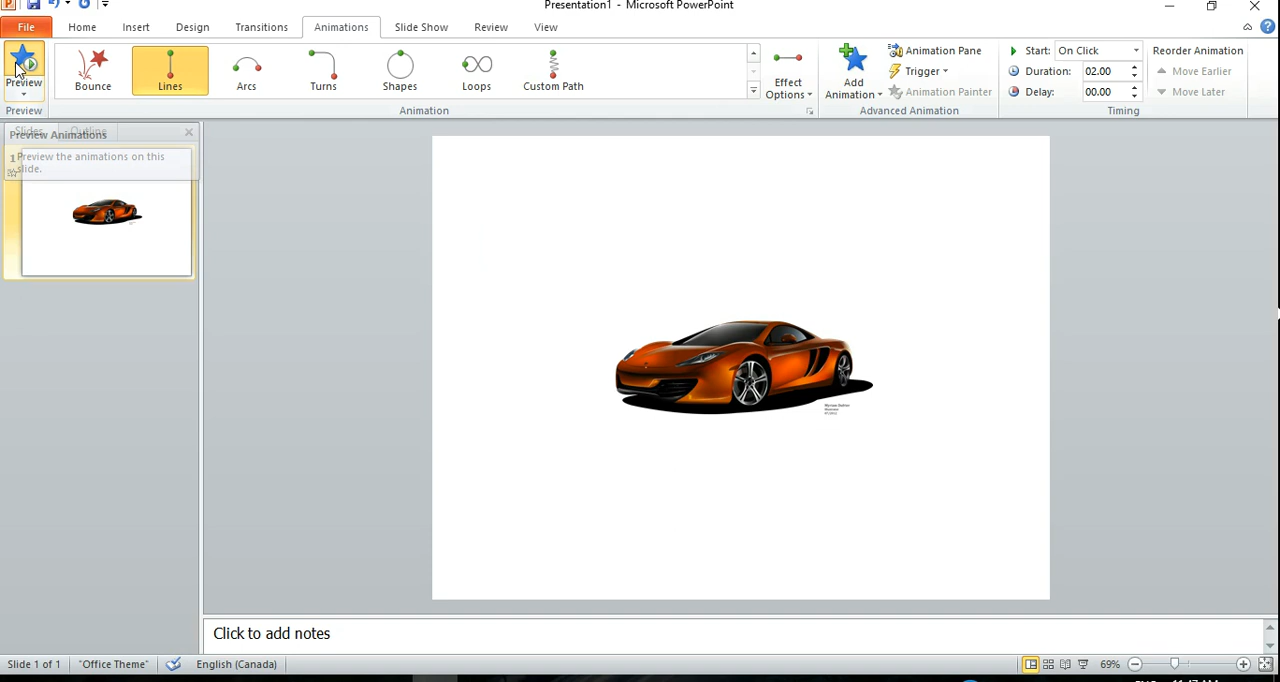 Presentation1 - Microsoft PowerPoint
File Home Insert Design Transitions Animations Slide Show Review View
Preview
Bounce Lines Arcs Turns Shapes Loops Custom Path
Effect Options
Add Animation
Animation Pane
Trigger
Animation Painter
Start: On Click
Duration: 02.00
Delay: 00.00
Reorder Animation
Move Earlier
Move Later
Preview Animation Advanced Animation Timing
Slides Outline
Preview Animations
Preview the animations on this
slide.
1
Click to add notes
Slide 1 of 1 "Office Theme" English (Canada) 69%